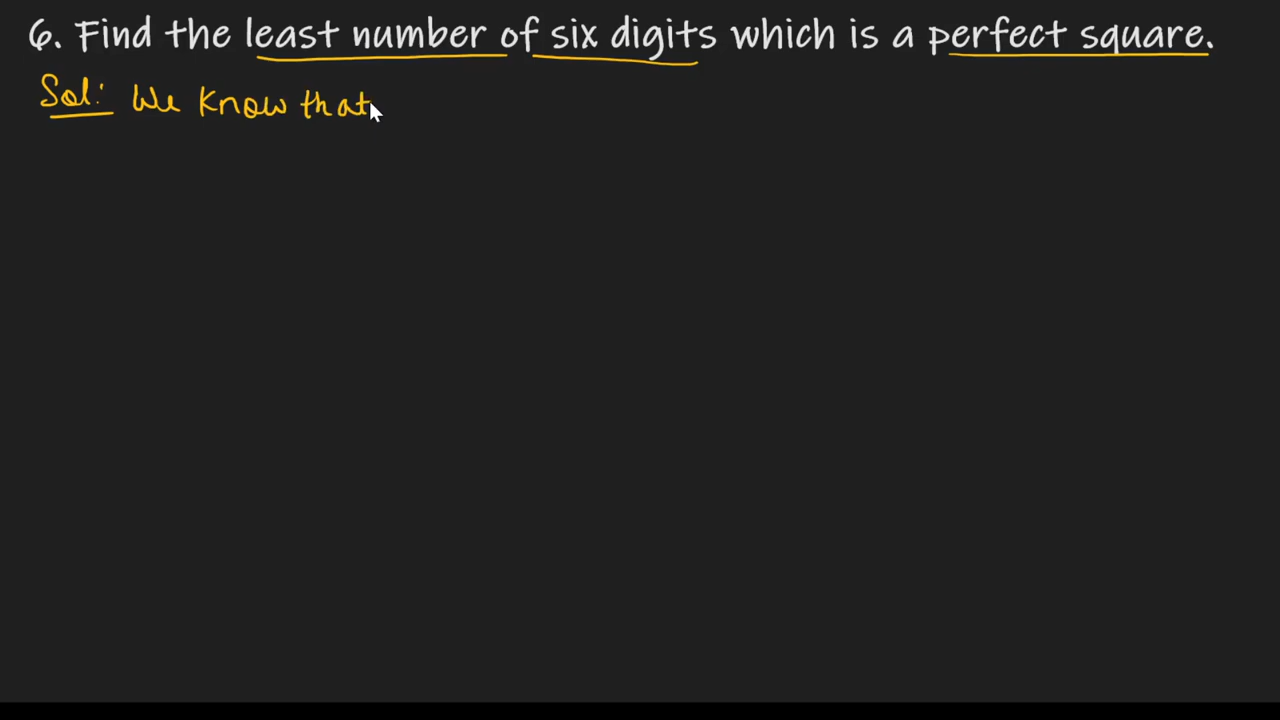 6. Find the least number of six digits which is a perfect square.
Sol: We know that